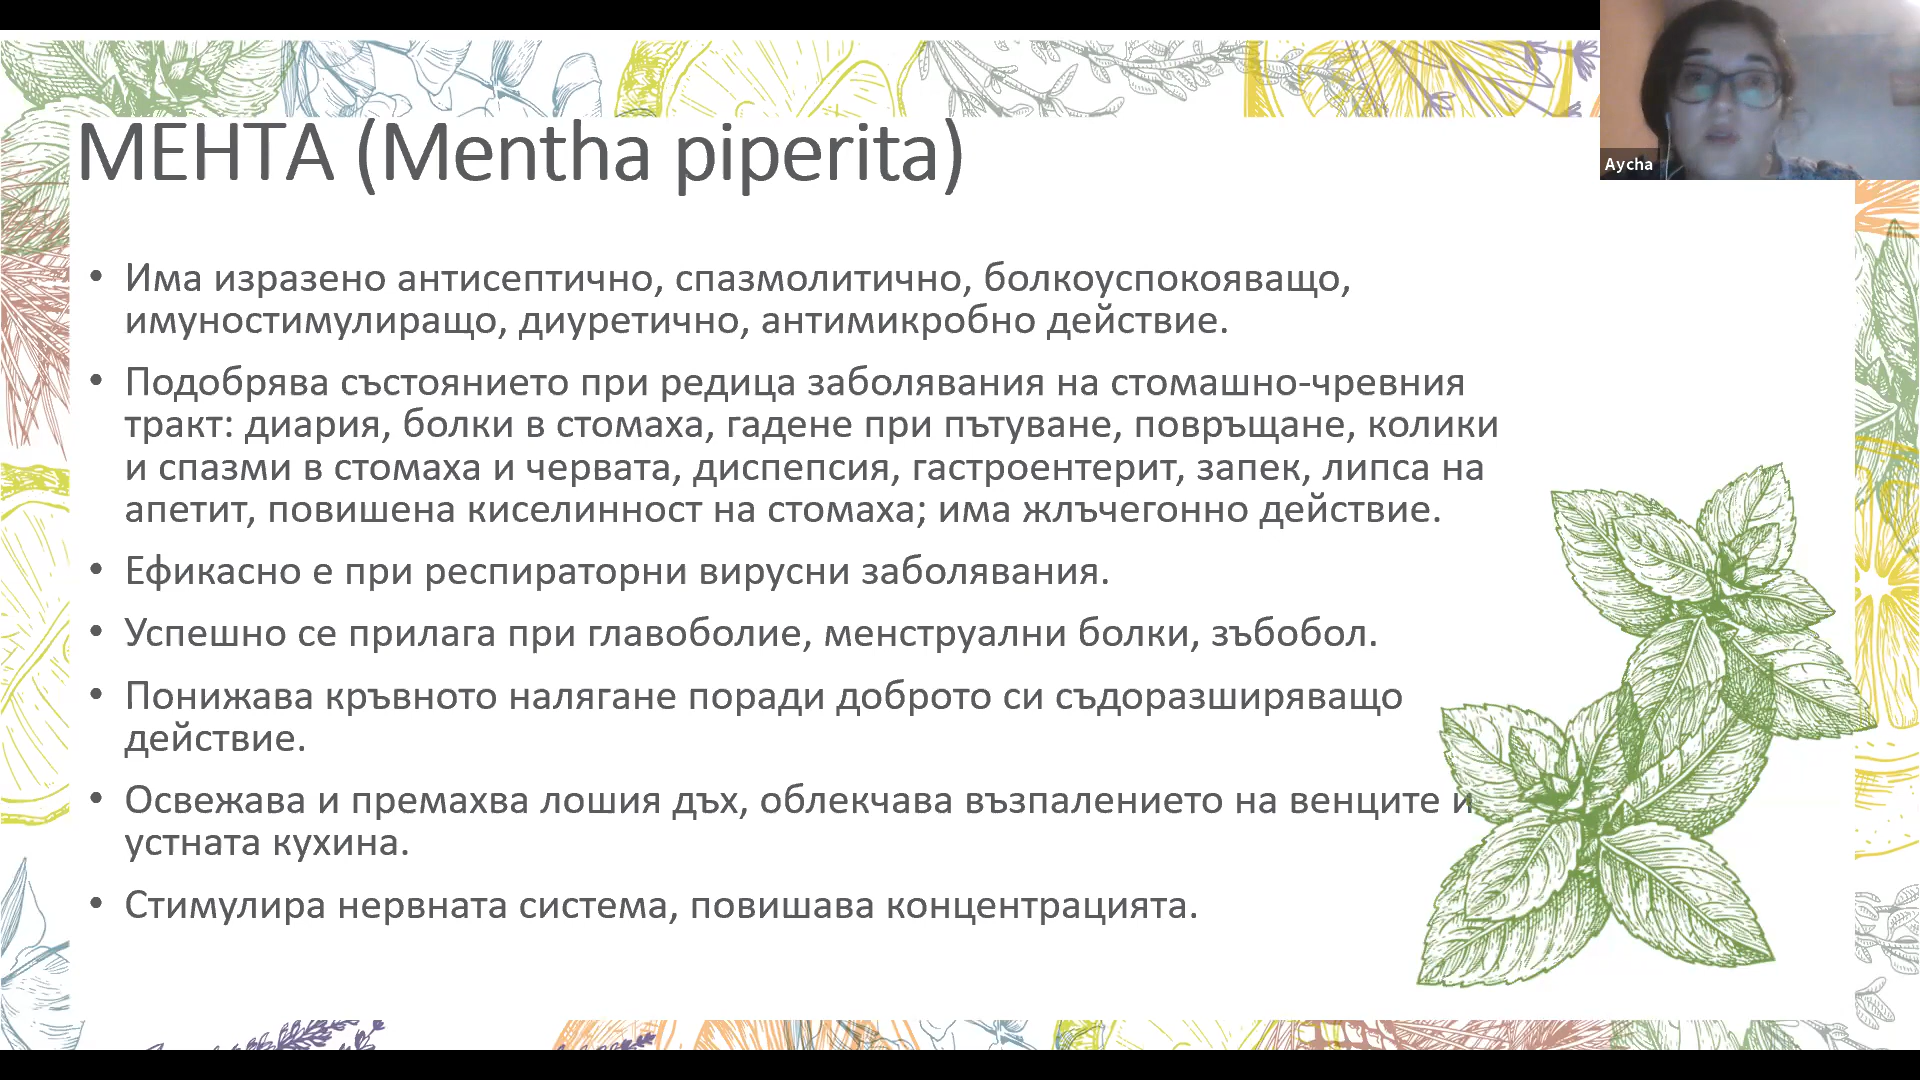 Aycha
МЕНТА (Mentha piperita)
• Има изразено антисептично, спазмолитично, болкоуспокояващо,
имуностимулиращо, диуретично, антимикробно действие.
• Подобрява състоянието при редица заболявания на стомашно-чревния
тракт: диария, болки в стомаха, гадене при пътуване, повръщане, колики
и спазми в стомаха и червата, диспепсия, гастроентерит, запек, липса на
апетит, повишена киселинност на стомаха; има жлъчегонно действие.
• Ефикасно е при респираторни вирусни заболявания.
• Успешно се прилага при главоболие, менструални болки, зъбобол.
• Понижава кръвното налягане поради доброто си съдоразширяващо
действие.
• Освежава и премахва лошия дъх, облекчава възпалението на венците и
устната кухина.
• Стимулира нервната система, повишава концентрацията.